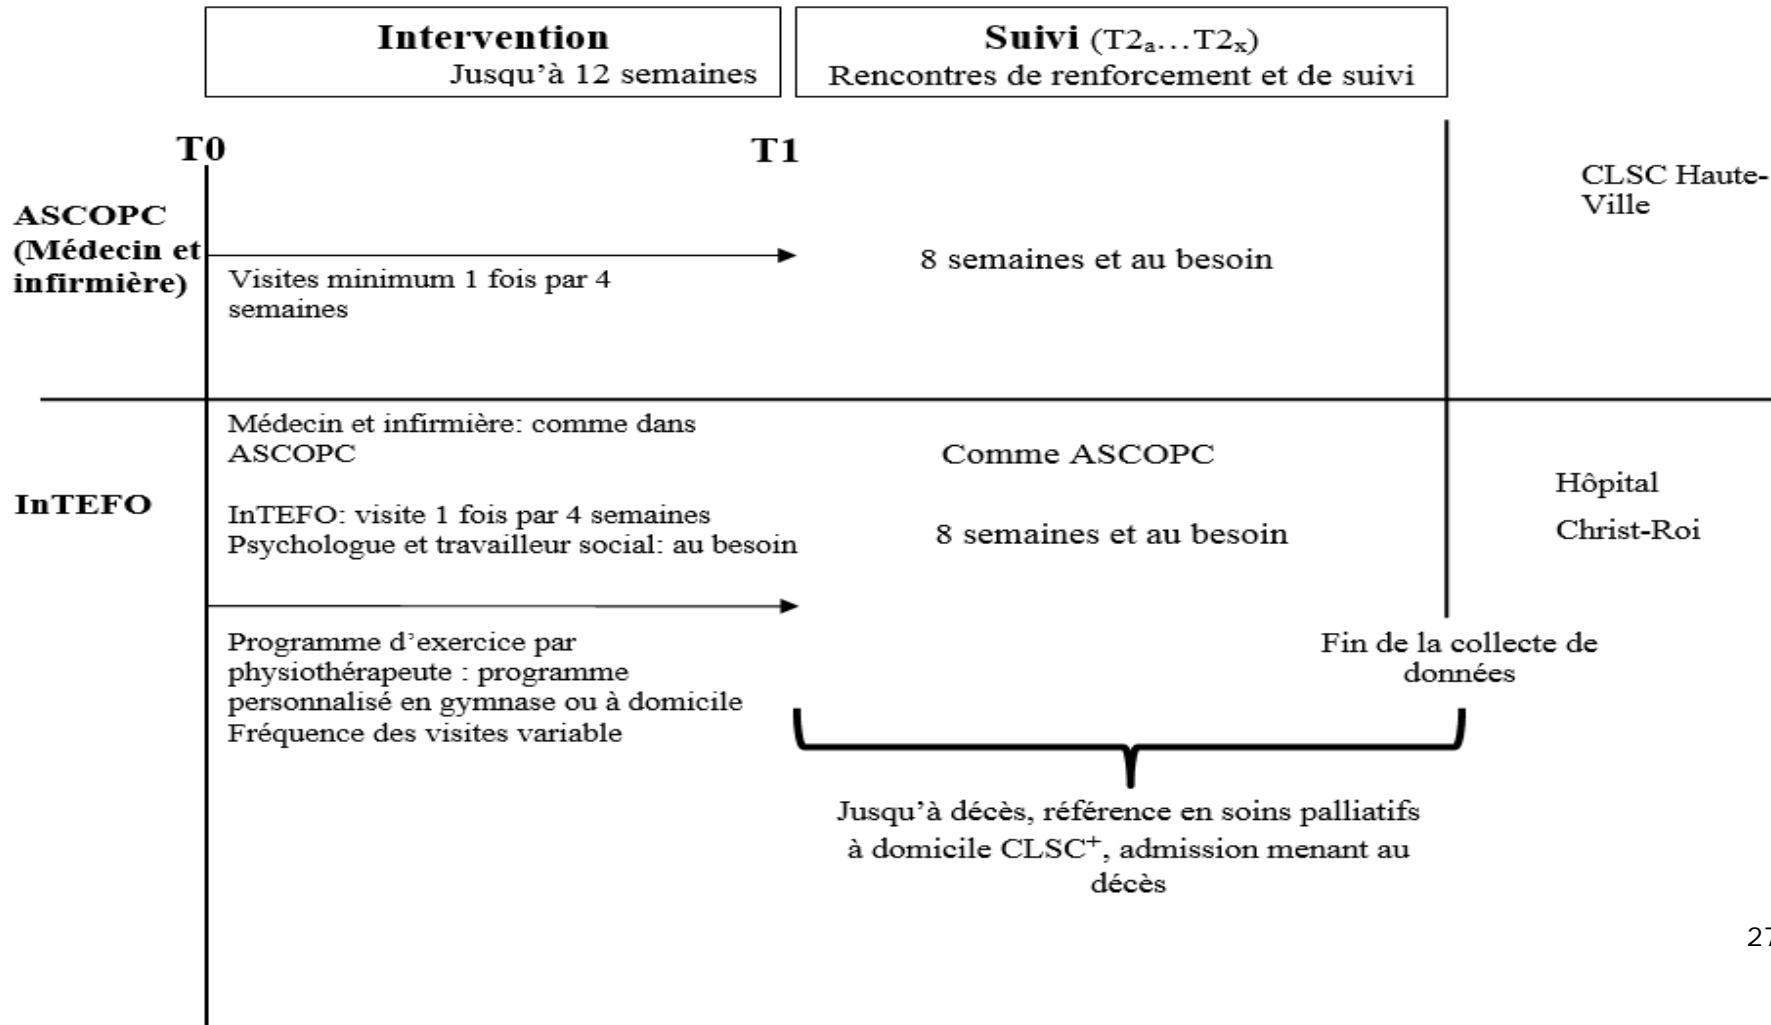 Intervention
Jusqu’à 12 semaines
Suivi (T2a…T2x)
Rencontres de renforcement et de suivi
T0
T1
ASCOPC
(Médecin et
infirmière)
Visites minimum 1 fois par 4
semaines
8 semaines et au besoin
CLSC Haute-
Ville
InTEFO
Médecin et infirmière: comme dans
ASCOPC
InTEFO: visite 1 fois par 4 semaines
Psychologue et travailleur social: au besoin
Comme ASCOPC
8 semaines et au besoin
Hôpital
Christ-Roi
Programme d’exercice par
physiothérapeute : programme
personnalisé en gymnase ou à domicile
Fréquence des visites variable
Fin de la collecte de
données
Jusqu’à décès, référence en soins palliatifs
à domicile CLSC+, admission menant au
décès
27